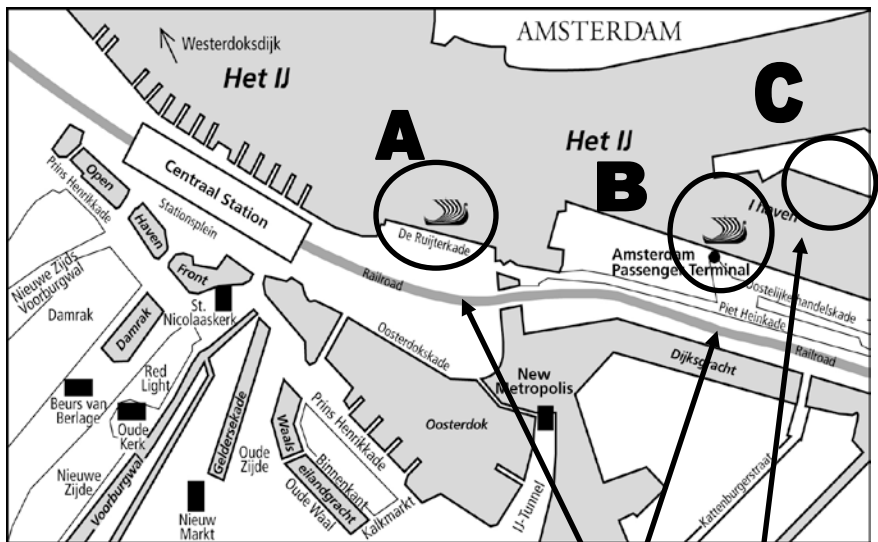 AMSTERDAM
Westerdoksdijk
Het IJ
C
A
Het IJ
B
Centraal Station
Prins Henrikkade
Open
Stationsplein
Haven
I haven
De Ruijterkade
Amsterdam
Passenger Terminal
Front
Railroad
Nieuwe Zijds
Voorburgwal
Damrak
St.
Nicolaaskerk
Oostelijkehandelskade
Piet Heinkade
Railroad
Damrak
Oosterdokskade
Dijksgracht
Red
Light
New
Metropolis
Beurs van
Berlage
Oude
Kerk
Geldersekade
Waals
eilandgracht
Prins Henrikkade
Binnenkant
Oosterdok
Oude
Zijde
Oude Waal
Kalkmarkt
Nieuwe
Zijde
Voorburgwal
Nieuw
Markt
IJ-Tunnel
Kattenburgerstraat